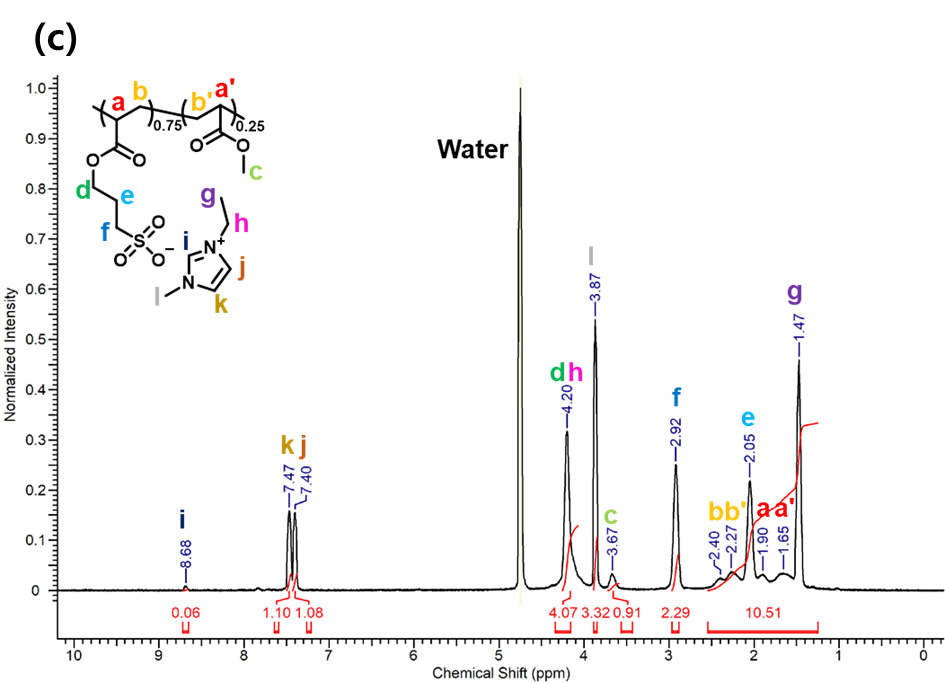 (c)
a b b' a'
0.75 0.25
O O O O
c
d e
g
f h
O S O O −
i N +
N j
l k
Water
l
3.87
g
1.47
d h
4.20
f
2.92
e
2.05
k j
7.47 7.40
i
8.68
c
3.67
b b' a a'
2.40 2.27 1.90 1.65
0.06 1.10 1.08 4.07 3.32 0.91 2.29 10.51
Normalized Intensity
1.0
0.9
0.8
0.7
0.6
0.5
0.4
0.3
0.2
0.1
0
10 9 8 7 6 5 4 3 2 1 0
Chemical Shift (ppm)